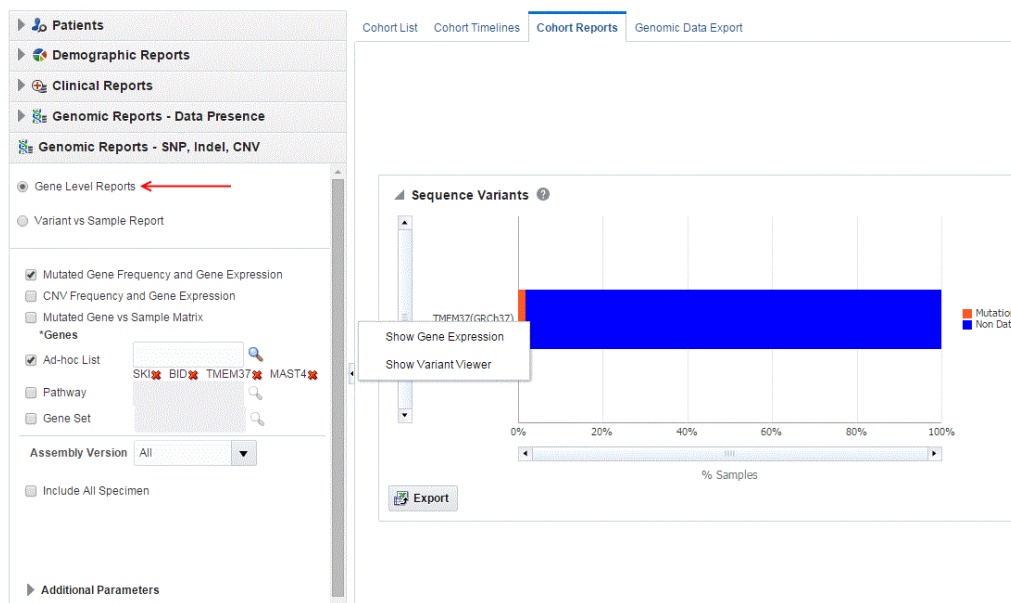 Patients
Demographic Reports
Clinical Reports
Genomic Reports - Data Presence
Genomic Reports - SNP, Indel, CNV
Gene Level Reports
Variant vs Sample Report
Mutated Gene Frequency and Gene Expression
CNV Frequency and Gene Expression
Mutated Gene vs Sample Matrix
*Genes
Ad-hoc List
SKI BID TMEM37 MAST4
Pathway
Gene Set
Assembly Version All
Include All Specimen
Additional Parameters
Cohort List Cohort Timelines Cohort Reports Genomic Data Export
Sequence Variants ?
TMEM37(GRCh37)
Show Gene Expression
Show Variant Viewer
Mutation
Non Dat
0% 20% 40% 60% 80% 100%
% Samples
Export